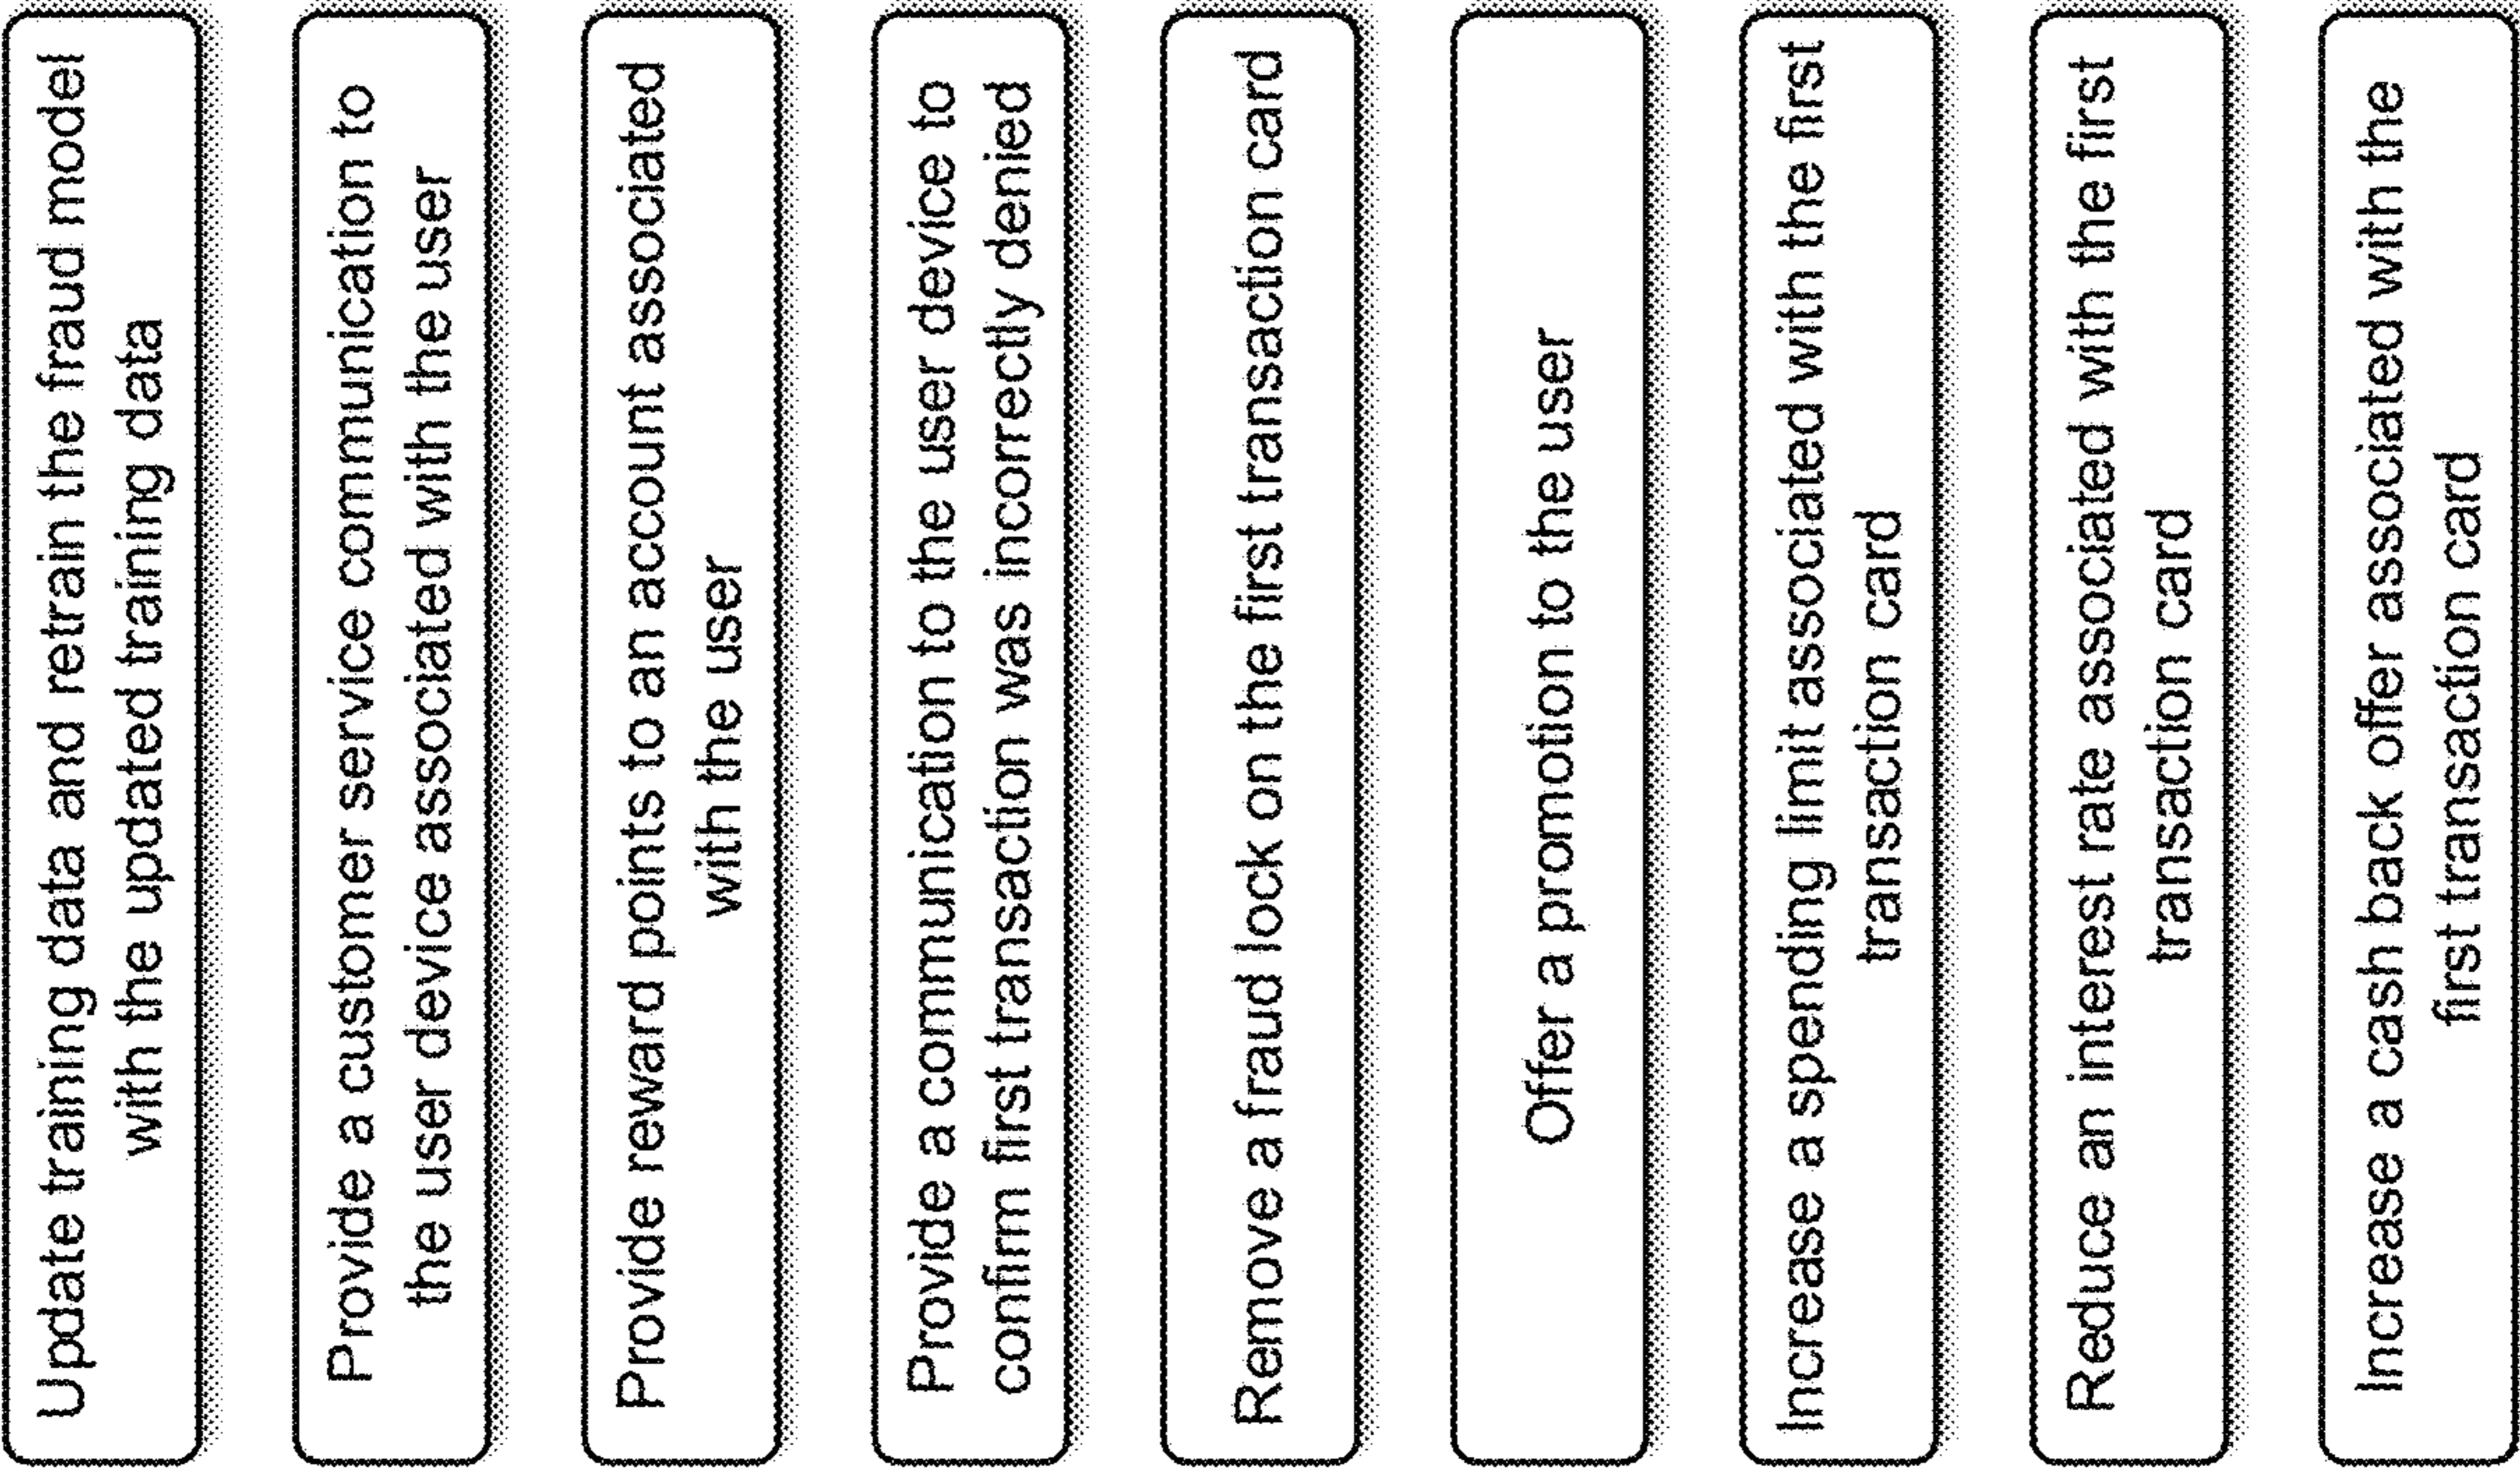 Update training data and retrain the fraud model
with the updated training data
Provide a customer service communication to
the user device associated with the user
Provide reward points to an account associated
with the user
Provide a communication to the user device to
confirm first transaction was incorrectly denied
Remove a fraud lock on the first transaction card
Offer a promotion to the user
Increase a spending limit associated with the first
transaction card
Reduce an interest rate associated with the first
transaction card
Increase a cash back offer associated with the
first transaction card